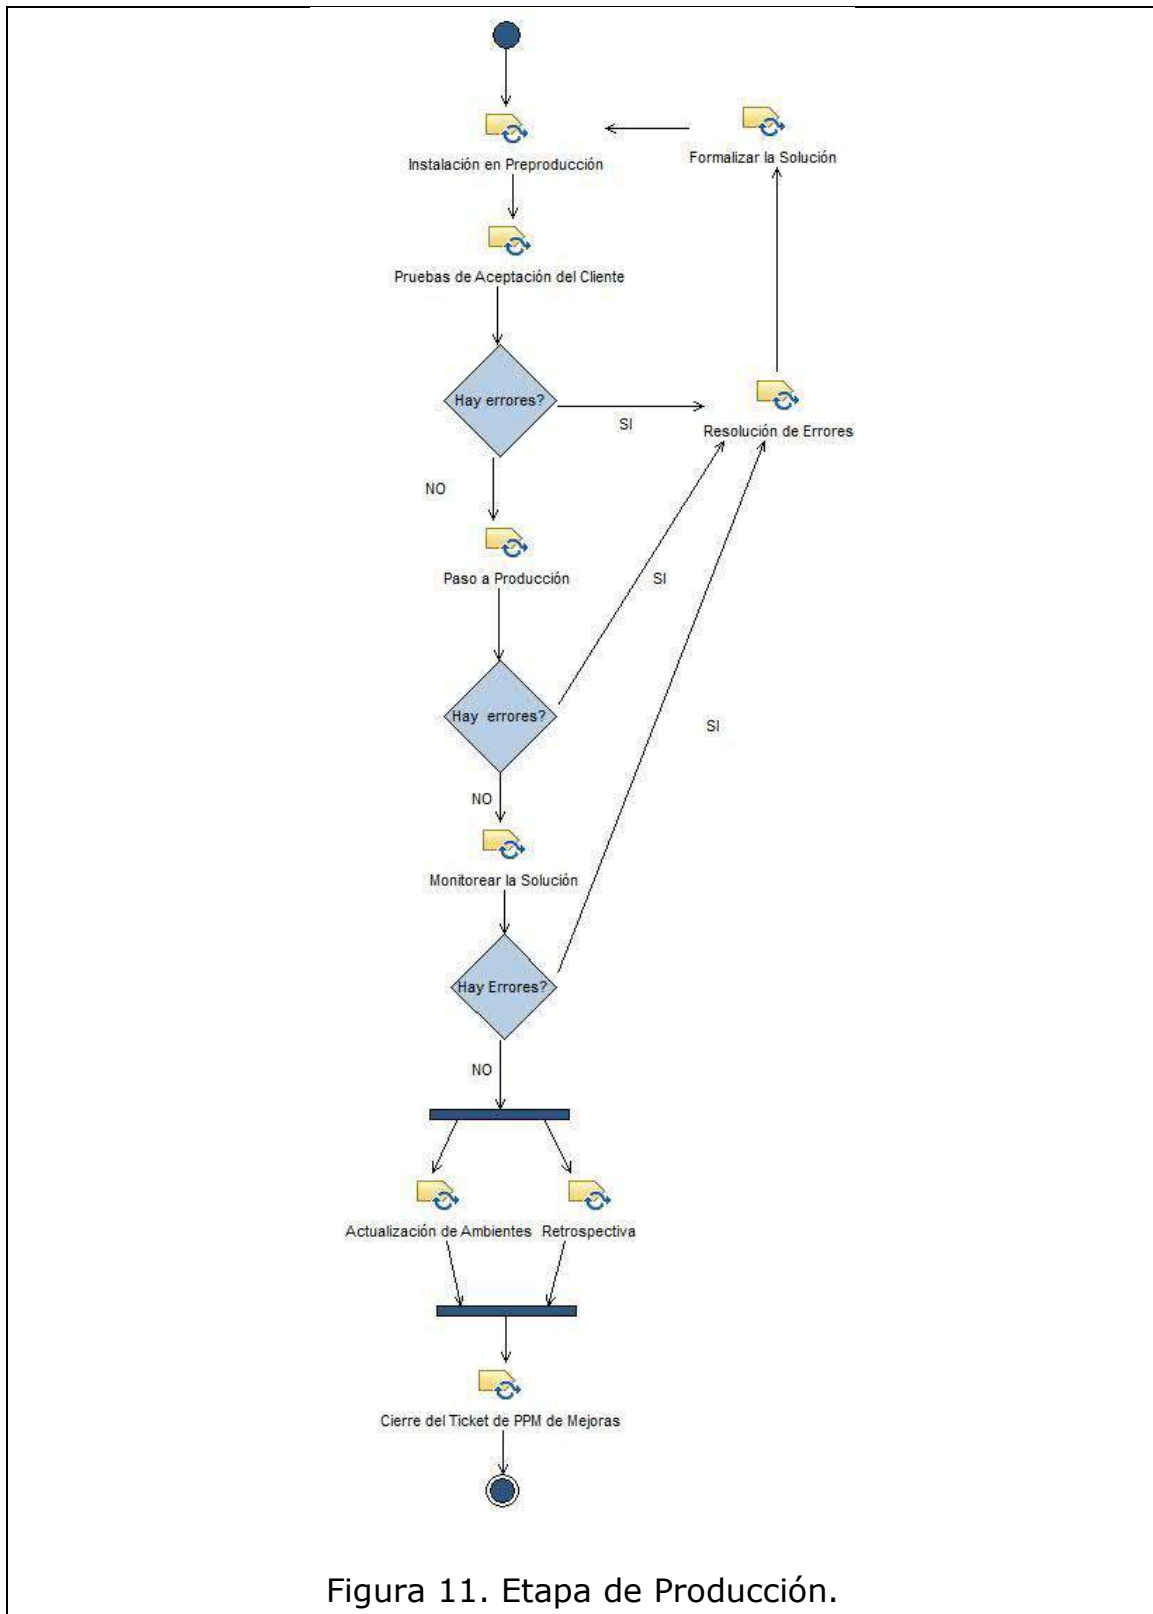 Instalación en Preproducción
Formalizar la Solución
Pruebas de Aceptación del Cliente
Hay errores?
SI
Resolución de Errores
NO
Paso a Producción
SI
Hay errores?
SI
NO
Monitorear la Solución
Hay Errores?
NO
Actualización de Ambientes
Retrospectiva
Cierre del Ticket de PPM de Mejoras
Figura 11. Etapa de Producción.